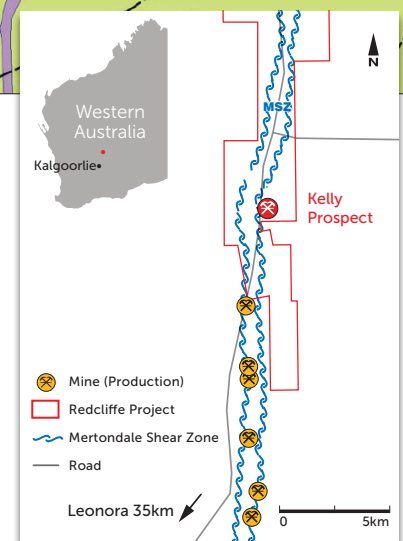 Western
Australia
Kalgoorlie
MSZ
N
Kelly
Prospect
Mine (Production)
Redcliffe Project
Mertondale Shear Zone
Road
Leonora 35km
0 5km